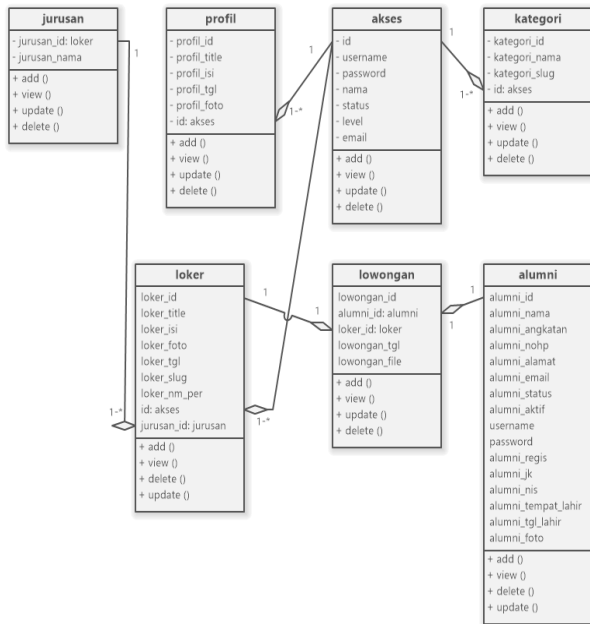 jurusan
- jurusan_id: loker
- jurusan_nama
+ add ()
+ view ()
+ update ()
+ delete ()
profil
- profil_id
- profil_title
- profil_isi
- profil_tgl
- profil_foto
- id: akses
+ add ()
+ view ()
+ update ()
+ delete ()
akses
- id
- username
- password
- nama
- status
- level
- email
+ add ()
+ view ()
+ update ()
+ delete ()
kategori
- kategori_id
- kategori_nama
- kategori_slug
- id: akses
+ add ()
+ view ()
+ update ()
+ delete ()
1
1
1-*
1
1-*
loker
loker_id
loker_title
loker_isi
loker_foto
loker_tgl
loker_slug
loker_nm_per
id: akses
jurusan_id: jurusan
+ add ()
+ view ()
+ delete ()
+ update ()
lowongan
lowongan_id
alumni_id: alumni
loker_id: loker
lowongan_tgl
lowongan_file
+ add ()
+ view ()
+ update ()
+ delete ()
alumni
alumni_id
alumni_nama
alumni_angkatan
alumni_nohp
alumni_alamat
alumni_email
alumni_status
alumni_aktif
username
password
alumni_regis
alumni_jk
alumni_nis
alumni_tempat_lahir
alumni_tgl_lahir
alumni_foto
+ add ()
+ view ()
+ delete ()
+ update ()
1
1
1
1
1-*
1-*